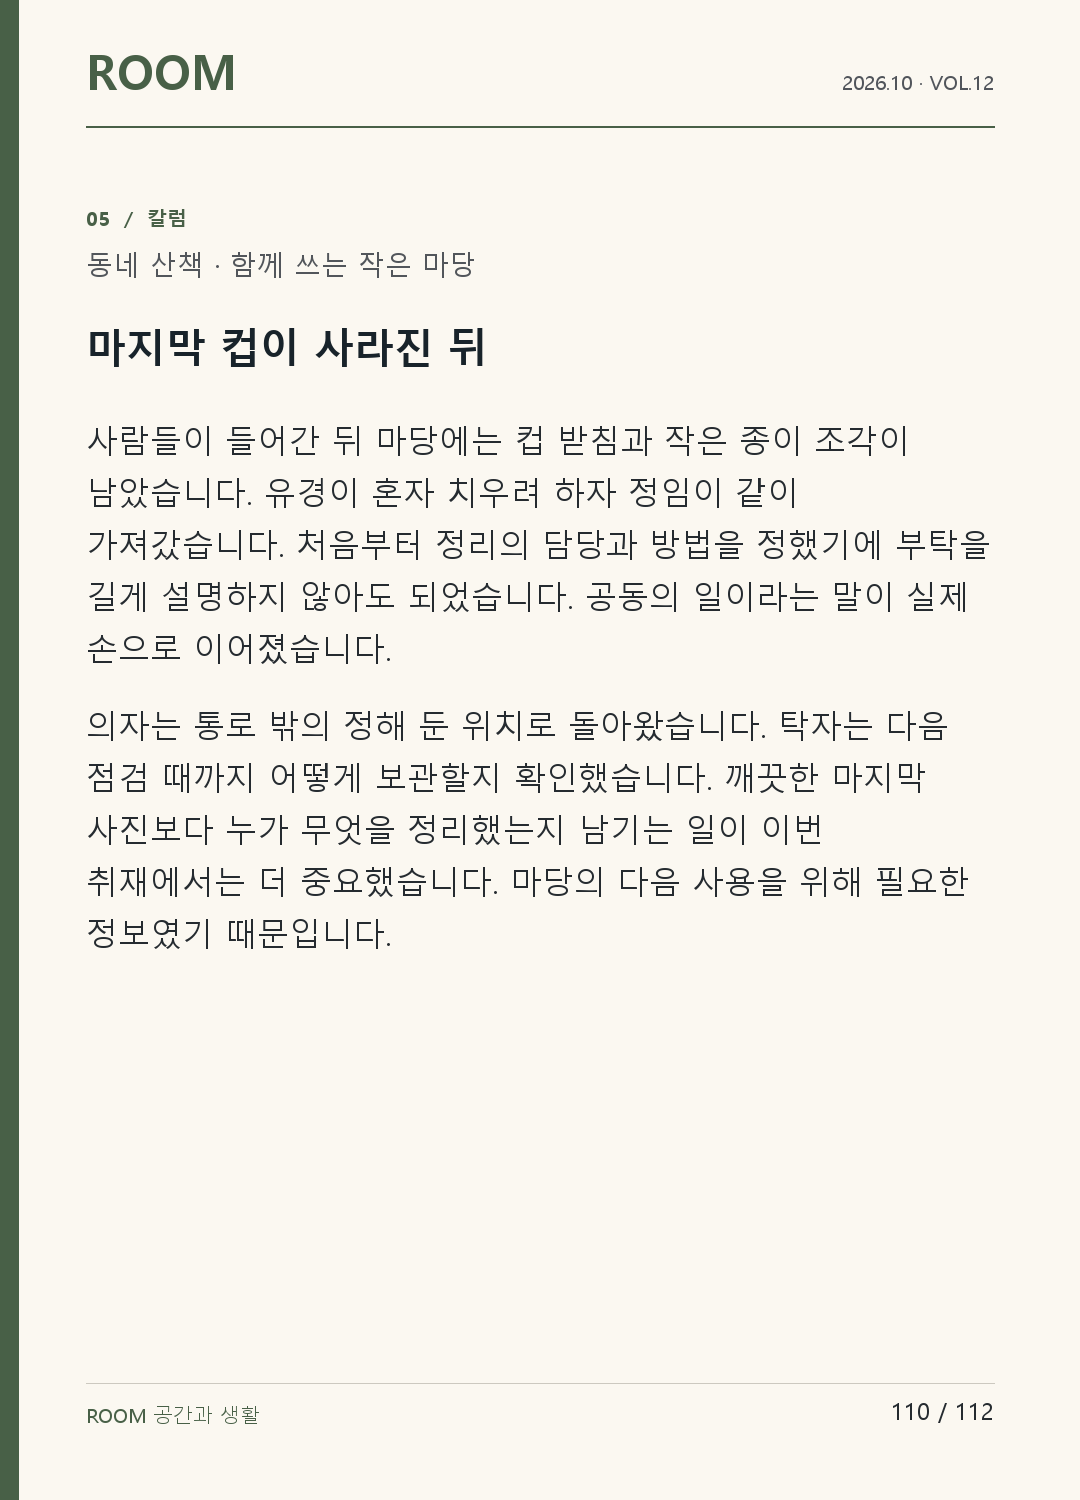 ROOM
2026.10 · VOL.12
05 / 칼럼
동네 산책 · 함께 쓰는 작은 마당
마지막 컵이 사라진 뒤
사람들이 들어간 뒤 마당에는 컵 받침과 작은 종이 조각이
남았습니다. 유경이 혼자 치우려 하자 정임이 같이
가져갔습니다. 처음부터 정리의 담당과 방법을 정했기에 부탁을
길게 설명하지 않아도 되었습니다. 공동의 일이라는 말이 실제
손으로 이어졌습니다.
의자는 통로 밖의 정해 둔 위치로 돌아왔습니다. 탁자는 다음
점검 때까지 어떻게 보관할지 확인했습니다. 깨끗한 마지막
사진보다 누가 무엇을 정리했는지 남기는 일이 이번
취재에서는 더 중요했습니다. 마당의 다음 사용을 위해 필요한
정보였기 때문입니다.
ROOM 공간과 생활
110 / 112